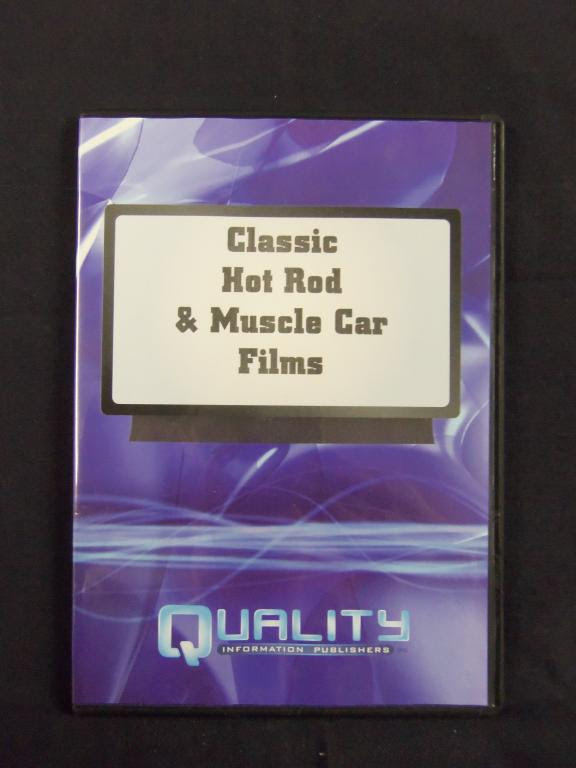 Classic
Hot Rod
& Muscle Car
Films
QUALITY
INFORMATION PUBLISHERS